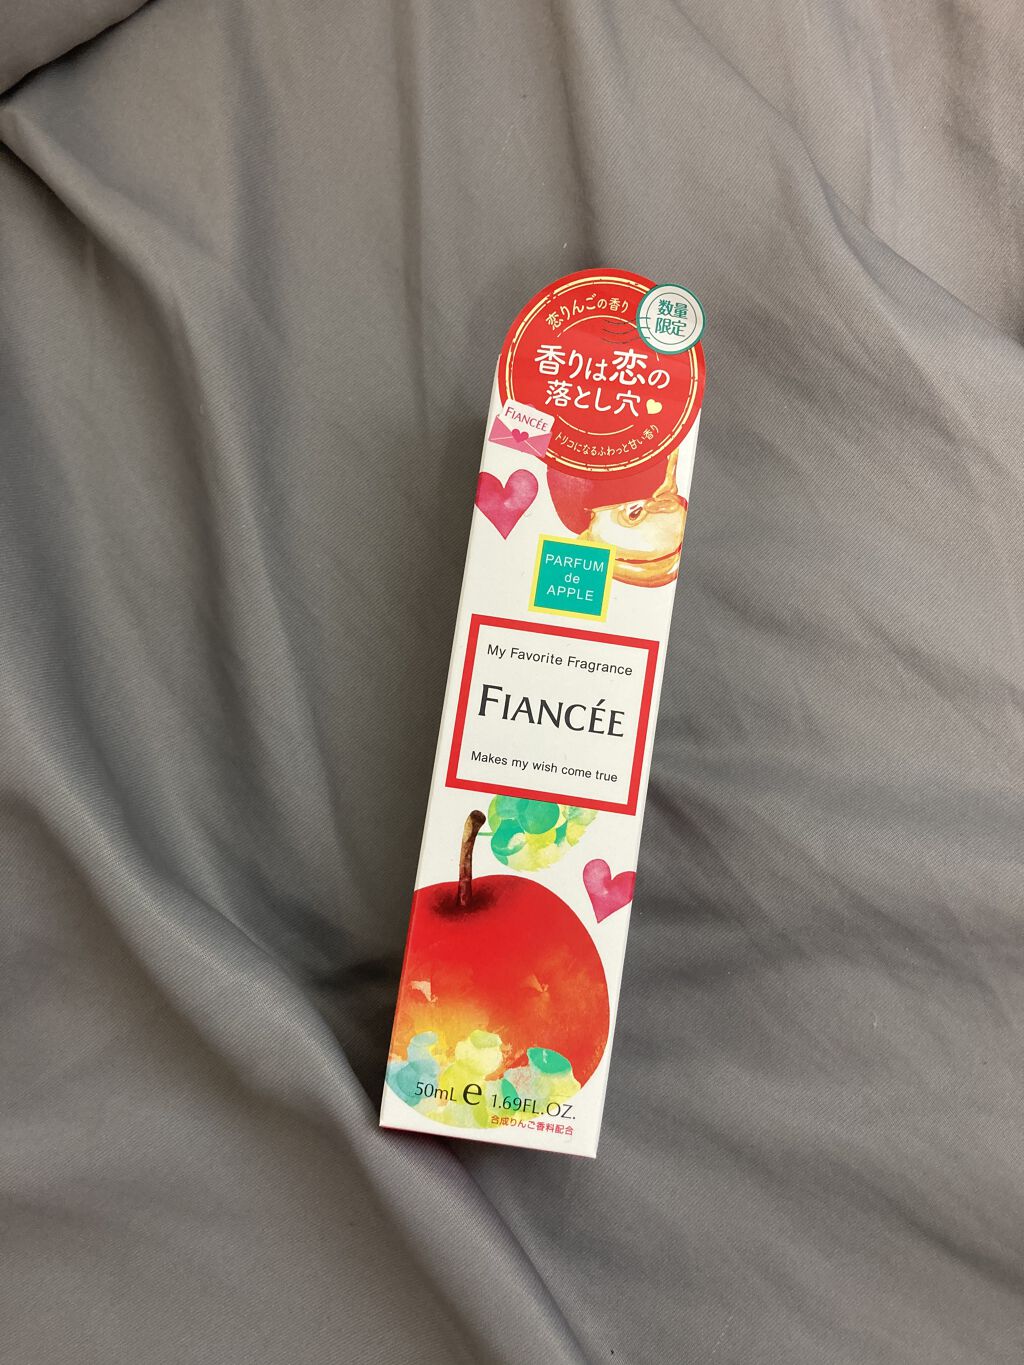 恋りんごの香り
数量
限定
香りは恋の
落とし穴
FIANCÉE
トリコになるふわっと甘い香り
PARFUM
de
APPLE
My Favorite Fragrance
FIANCÉE
Makes my wish come true
50mL e 1.69FL.OZ.
合成りんご香料配合